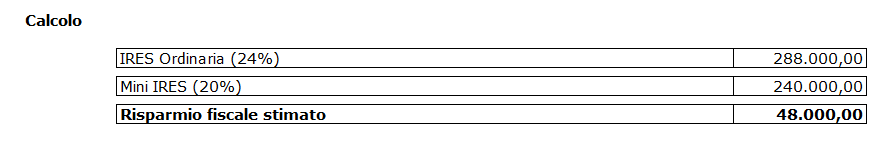 Calcolo
IRES Ordinaria (24%) 288.000,00
Mini IRES (20%) 240.000,00
Risparmio fiscale stimato 48.000,00